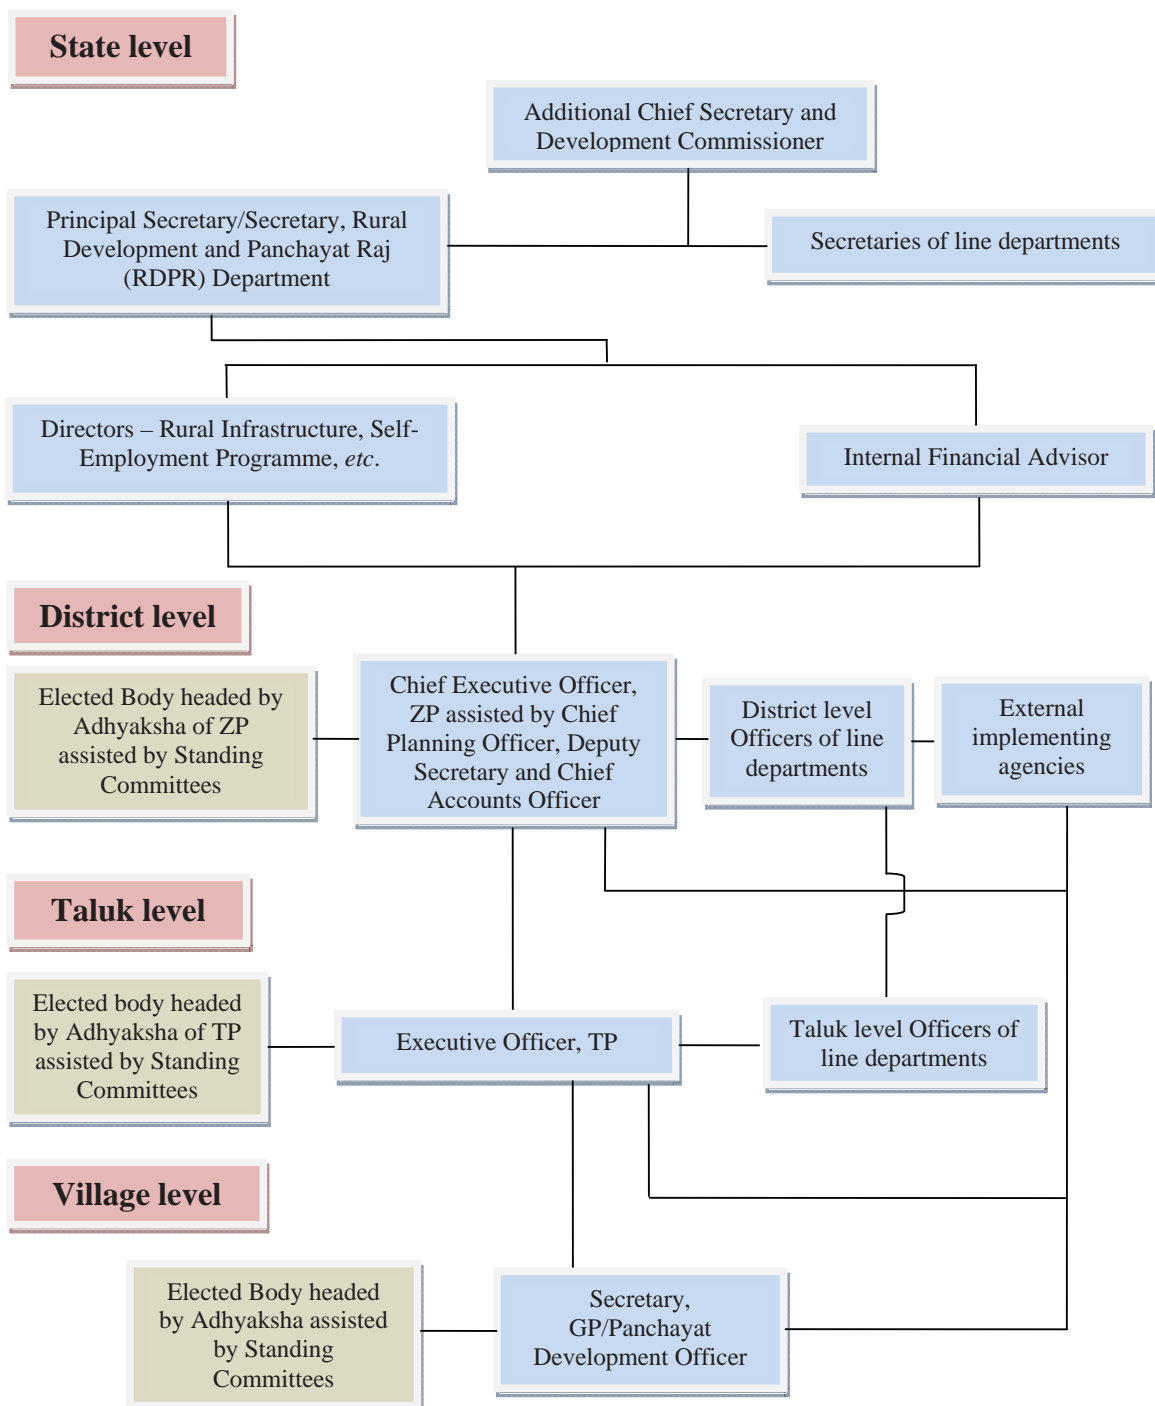 State level
Additional Chief Secretary and
Development Commissioner
Principal Secretary/Secretary, Rural
Development and Panchayat Raj
(RDPR) Department
Secretaries of line departments
Directors – Rural Infrastructure, Self-
Employment Programme, etc.
Internal Financial Advisor
District level
Elected Body headed by
Adhyaksha of ZP
assisted by Standing
Committees
Chief Executive Officer,
ZP assisted by Chief
Planning Officer, Deputy
Secretary and Chief
Accounts Officer
District level
Officers of line
departments
External
implementing
agencies
Taluk level
Elected body headed
by Adhyaksha of TP
assisted by Standing
Committees
Executive Officer, TP
Taluk level Officers of
line departments
Village level
Elected Body headed
by Adhyaksha assisted
by Standing
Committees
Secretary,
GP/Panchayat
Development Officer